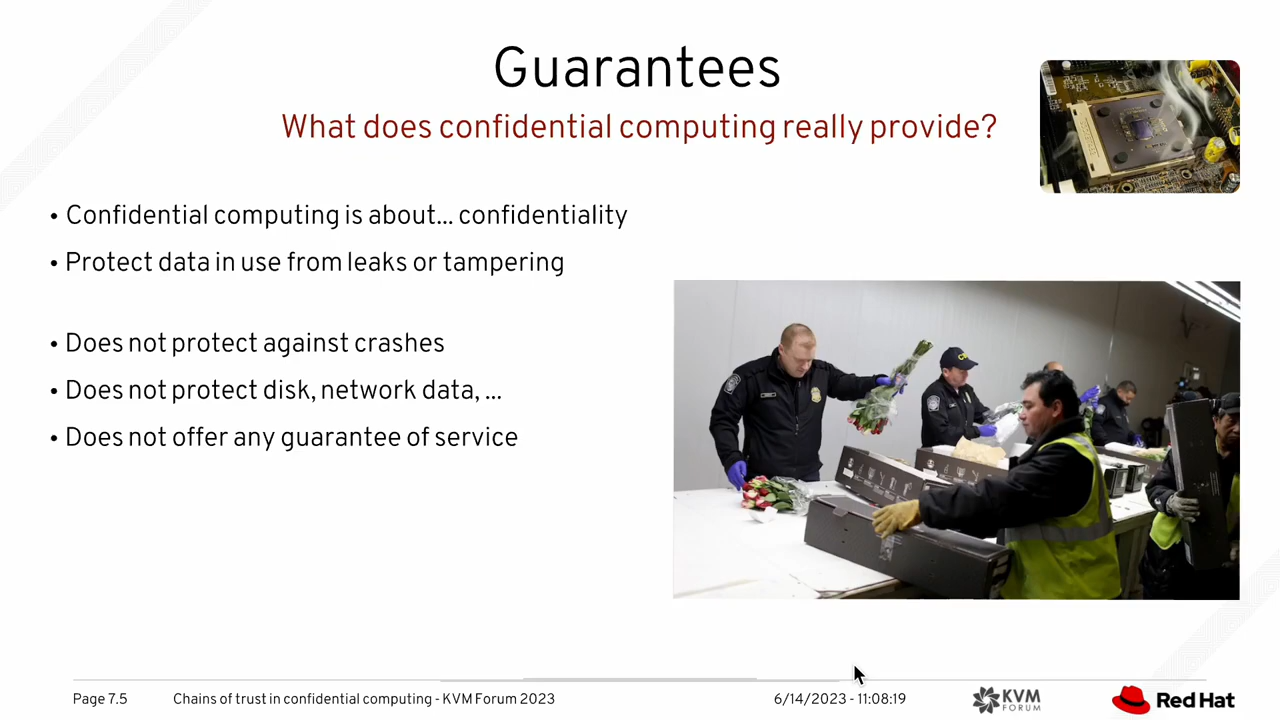 Guarantees
What does confidential computing really provide?
• Confidential computing is about... confidentiality
• Protect data in use from leaks or tampering
• Does not protect against crashes
• Does not protect disk, network data, ...
• Does not offer any guarantee of service
Page 7.5
Chains of trust in confidential computing - KVM Forum 2023
6/14/2023 - 11:08:19
KVM
FORUM
Red Hat